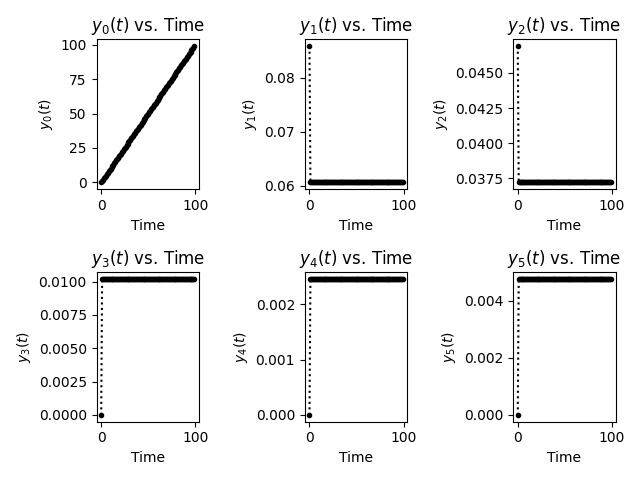 y₀(t) vs. Time
y₁(t) vs. Time
y₂(t) vs. Time
100
75
50
25
0
y₀(t)
0
100
Time
0.08
0.07
0.06
y₁(t)
0
100
Time
0.0450
0.0425
0.0400
0.0375
y₂(t)
0
100
Time
y₃(t) vs. Time
y₄(t) vs. Time
y₅(t) vs. Time
0.0100
0.0075
0.0050
0.0025
0.0000
y₃(t)
0
100
Time
0.002
0.001
0.000
y₄(t)
0
100
Time
0.004
0.002
0.000
y₅(t)
0
100
Time